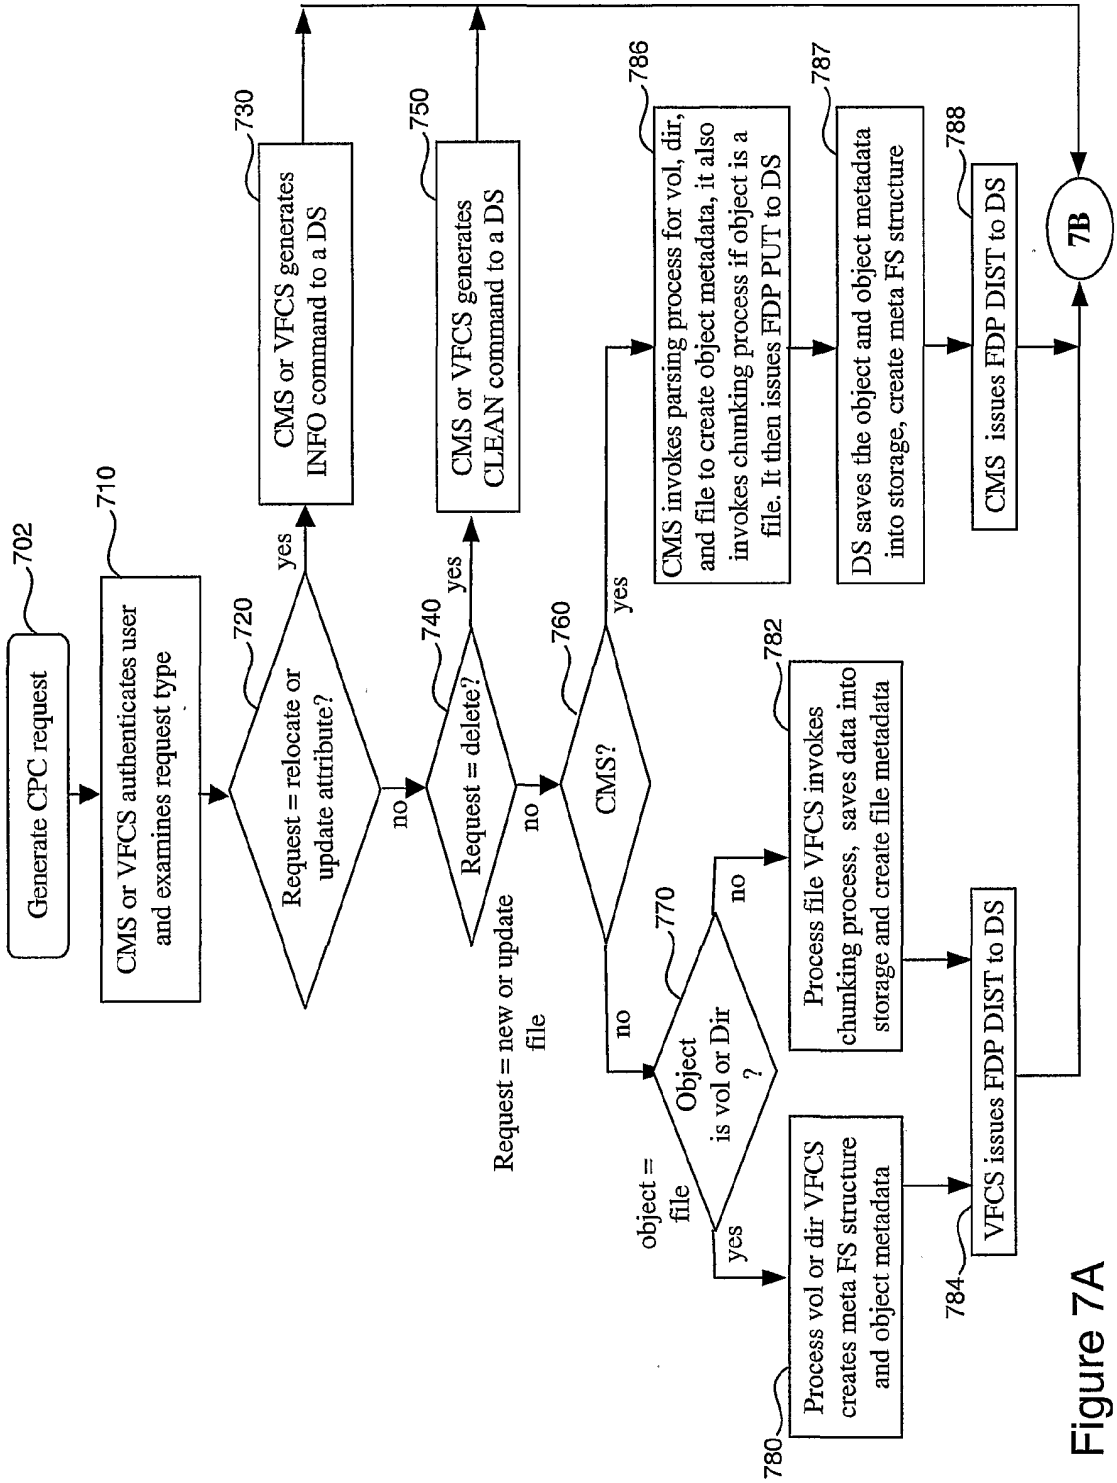 Generate CPC request
702
CMS or VFCS authenticates user
and examines request type
710
Request = relocate or
update attribute?
720
yes
no
CMS or VFCS generates
INFO command to a DS
730
Request = delete?
740
yes
no
CMS or VFCS generates
CLEAN command to a DS
750
Request = new or update
file
CMS?
760
yes
no
object =
file
Object
is vol or Dir
?
770
yes
no
Process vol or dir VFCS
creates meta FS structure
and object metadata
780
Process file VFCS invokes
chunking process, saves data into
storage and create file metadata
782
VFCS issues FDP DIST to DS
784
CMS invokes parsing process for vol, dir,
and file to create object metadata, it also
invokes chunking process if object is a
file. It then issues FDP PUT to DS
786
DS saves the object and object metadata
into storage, create meta FS structure
787
CMS issues FDP DIST to DS
788
7B
Figure 7A